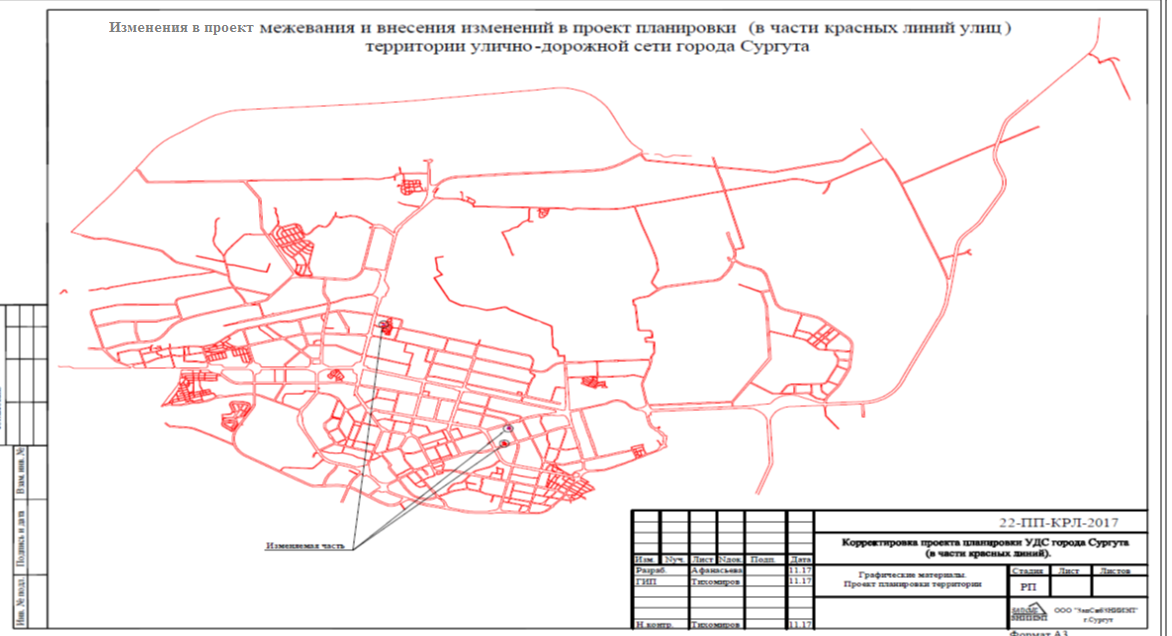 Изменения в проект межевания и внесения изменений в проект планировки (в части красных линий улиц)
территории улично-дорожной сети города Сургута
Изменяемая часть
Взам. инв. №
Подпись и дата
Инв. № подл.
22-ПП-КРЛ-2017
Корректировка проекта планировки УДС города Сургута
(в части красных линий).
Изм. №уч. Лист №док. Подп. Дата
Разраб. Афанасьева 11.17
ГИП Тихомиров 11.17
Н.контр. Тихомиров 11.17
Графические материалы.
Проект планировки территории
Стадия Лист Листов
РП
ООО
г.Сургут
Формат А3